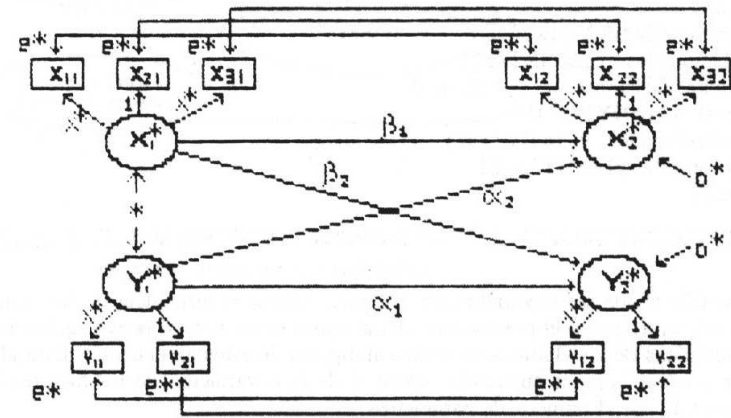 e* e* e* e* e* e*
X11 X21 X31 X12 X22 X32
λ* 1 λ* λ* 1 λ*
X1* β1 X2*
β2 α2 D*
*
D*
Y1* α1 Y2*
λ* 1 λ* 1
Y11 Y21 Y12 Y22
e* e* e* e*